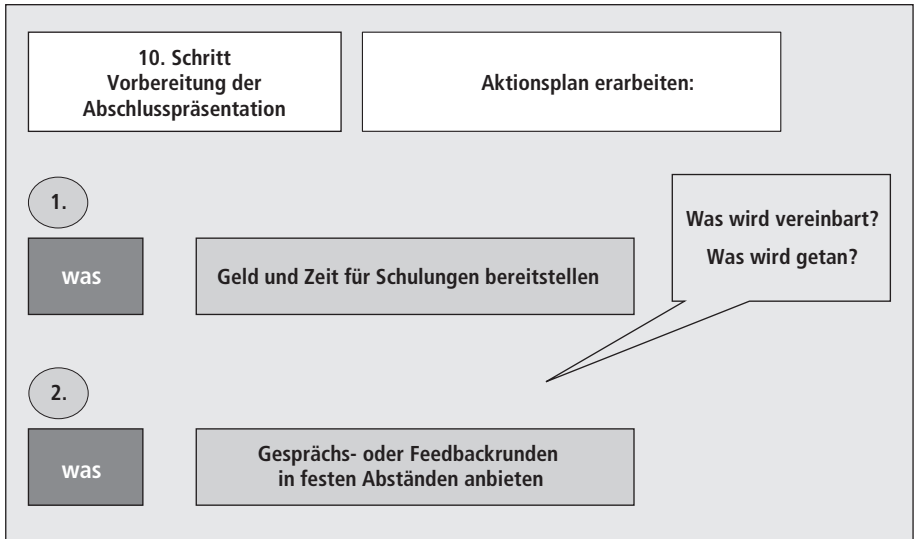 10. Schritt
Vorbereitung der
Abschlusspräsentation
Aktionsplan erarbeiten:
1.
Was wird vereinbart?
Was wird getan?
was
Geld und Zeit für Schulungen bereitstellen
2.
was
Gesprächs- oder Feedbackrunden
in festen Abständen anbieten